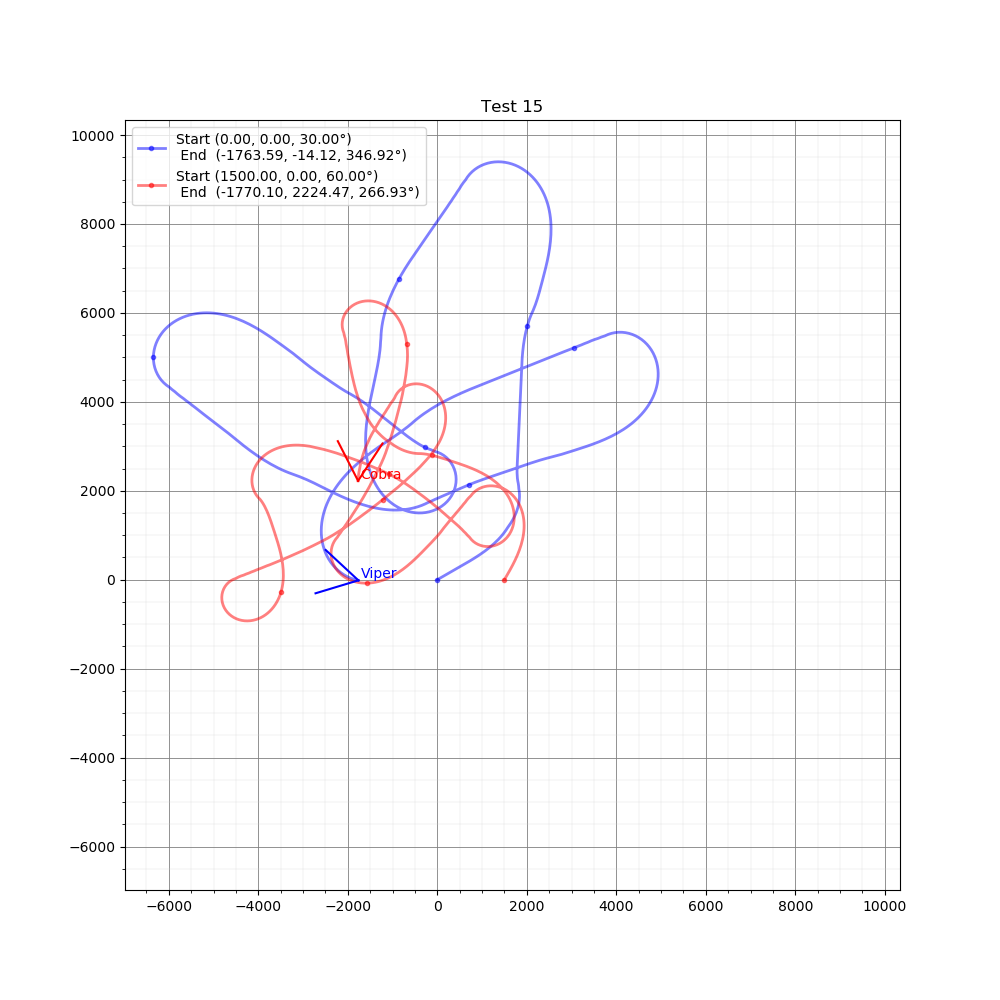 Test 15
Start (0.00, 0.00, 30.00°)
End (-1763.59, -14.12, 346.92°)
Start (1500.00, 0.00, 60.00°)
End (-1770.10, 2224.47, 266.93°)
10000
8000
6000
4000
2000
0
−2000
−4000
−6000
Cobra
Viper
−6000 −4000 −2000 0 2000 4000 6000 8000 10000